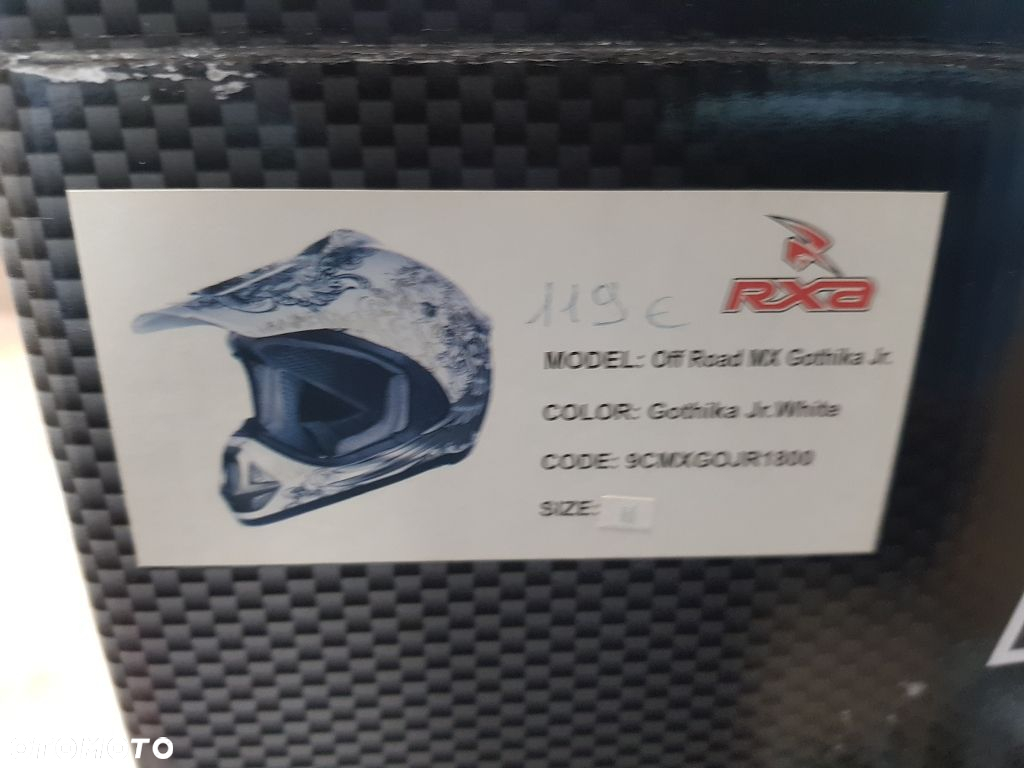 119 €
RXa
MODEL: Off Road MX Gothika Jr.
COLOR: Gothika Jr.White
CODE: 9CMXGOJR1800
SIZE:
OTOMOTO